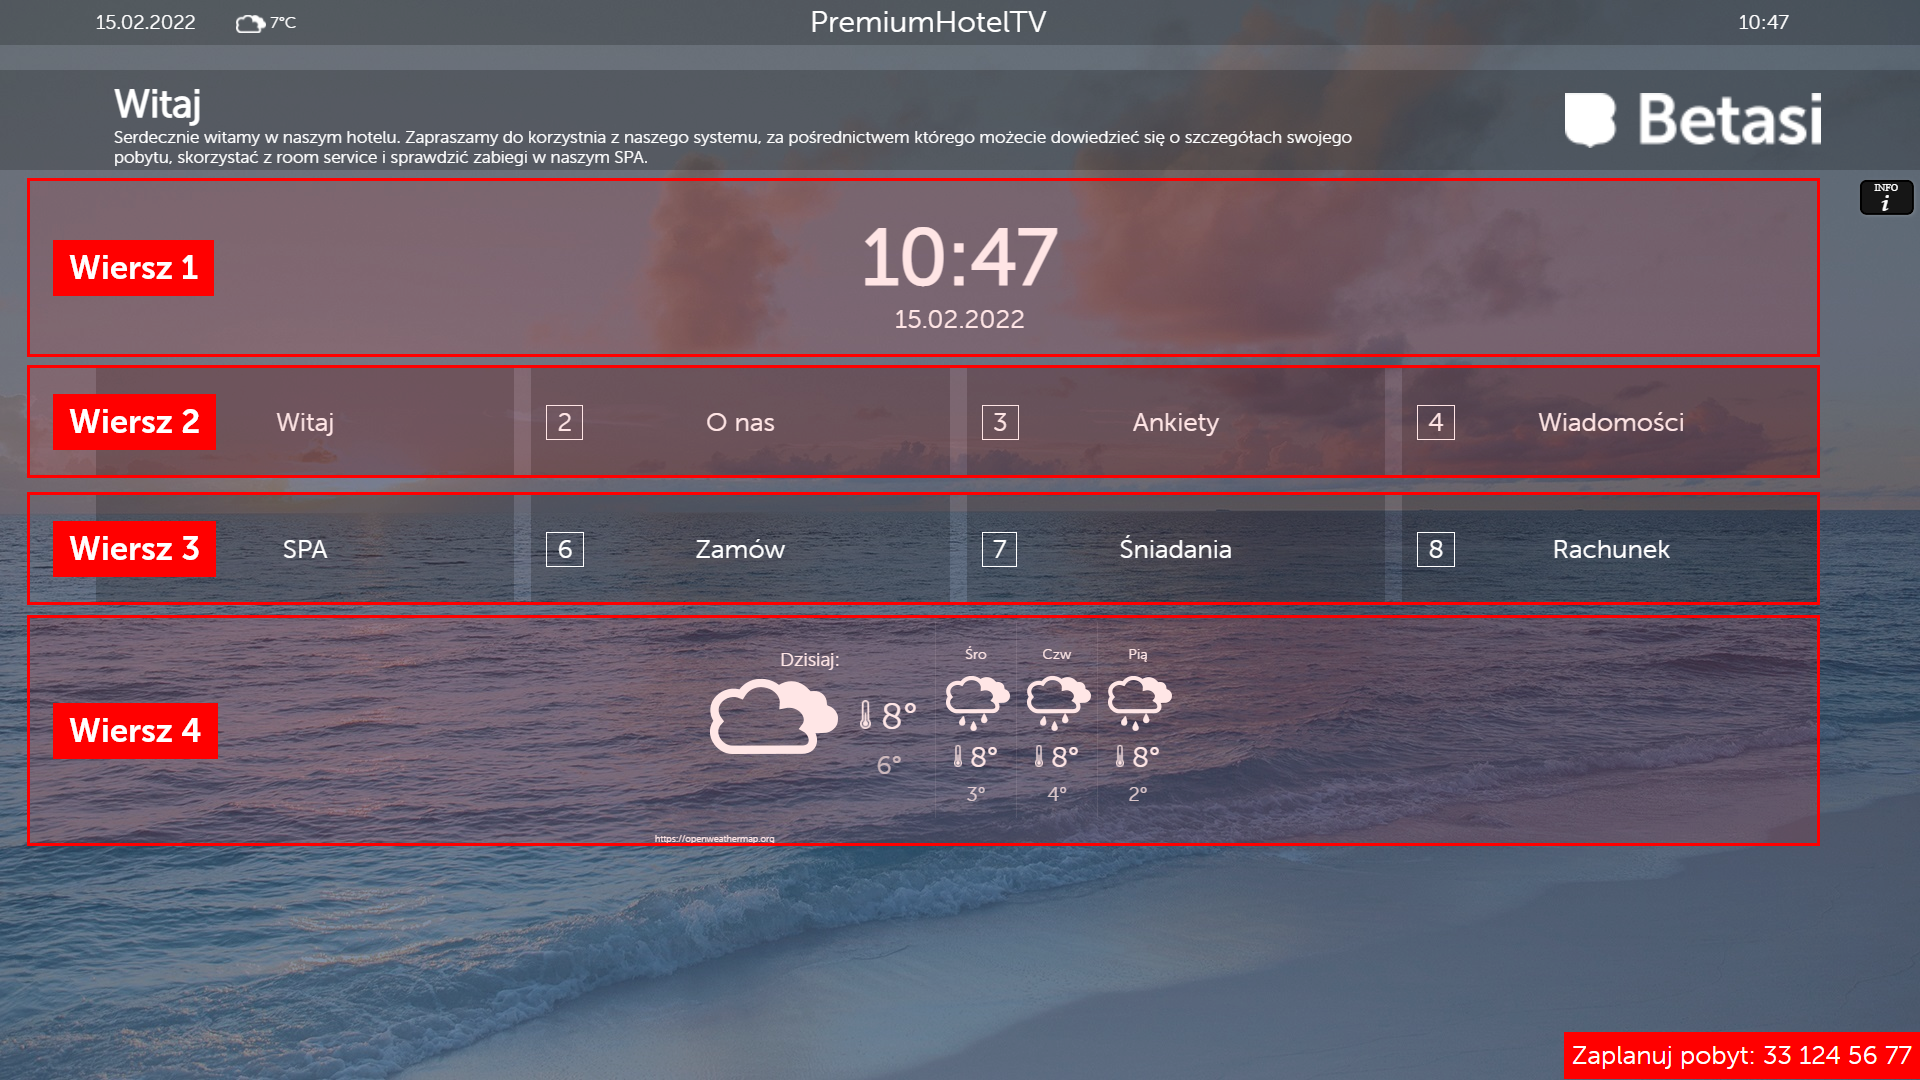 15.02.2022 7°C PremiumHotelTV 10:47
Witaj
Serdecznie witamy w naszym hotelu. Zapraszamy do korzystnia z naszego systemu, za pośrednictwem którego możecie dowiedzieć się o szczegółach swojego
pobytu, skorzystać z room service i sprawdzić zabiegi w naszym SPA.
Betasi
INFO
i
Wiersz 1
10:47
15.02.2022
Wiersz 2 Witaj 2 O nas 3 Ankiety 4 Wiadomości
Wiersz 3 SPA 6 Zamów 7 Śniadania 8 Rachunek
Wiersz 4
Dzisiaj: Śro Czw Pią
8° 8° 8° 8°
6° 3° 4° 2°
https://openweathermap.org
Zaplanuj pobyt: 33 124 56 77